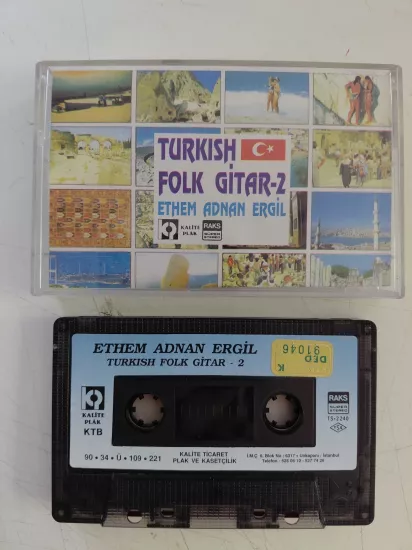 TURKISH
FOLK GİTAR-2
ETHEM ADNAN ERGİL
KALİTE
PLAK
RAKS
ETHEM ADNAN ERGİL
TURKISH FOLK GİTAR - 2
DED
K
91046
KALİTE
PLAK
KTB
RAKS
90 • 34 • Ü • 109 • 221
KALİTE TİCARET
PLAK VE KASETÇİLİK